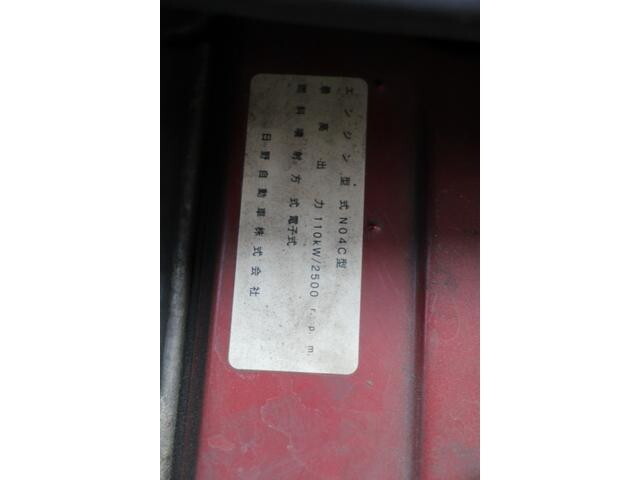 エンジン型式 N04C型
最高出力 110kW/2500 r.p.m.
燃料噴射方式 電子式
日野自動車株式会社